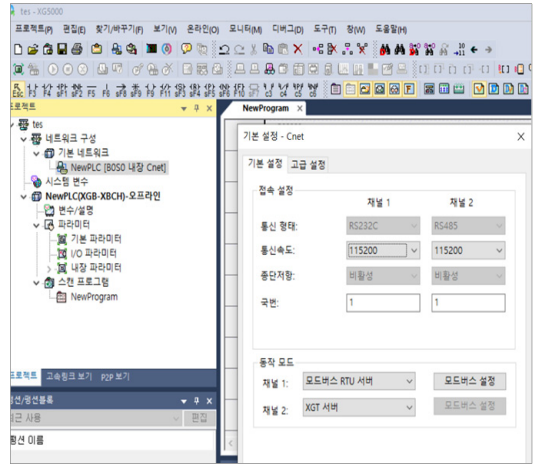 tes - XG5000
프로젝트(P) 편집(E) 찾기/바꾸기(F) 보기(V) 온라인(O) 모니터(M) 디버그(D) 도구(T) 창(W) 도움말(H)
프로젝트
tes
네트워크 구성
기본 네트워크
NewPLC [B0S0 내장 Cnet]
시스템 변수
NewPLC(XGB-XBCH)-오프라인
변수/설명
파라미터
기본 파라미터
I/O 파라미터
내장 파라미터
스캔 프로그램
NewProgram
프로젝트 고속링크 보기 P2P 보기
최근 사용 편집
펑션 이름
NewProgram
기본 설정 - Cnet
기본 설정 고급 설정
접속 설정
채널 1 채널 2
통신 형태: RS232C RS485
통신속도: 115200 115200
종단저항: 비활성 비활성
국번: 1 1
동작 모드
채널 1: 모드버스 RTU 서버 모드버스 설정
채널 2: XGT 서버 모드버스 설정